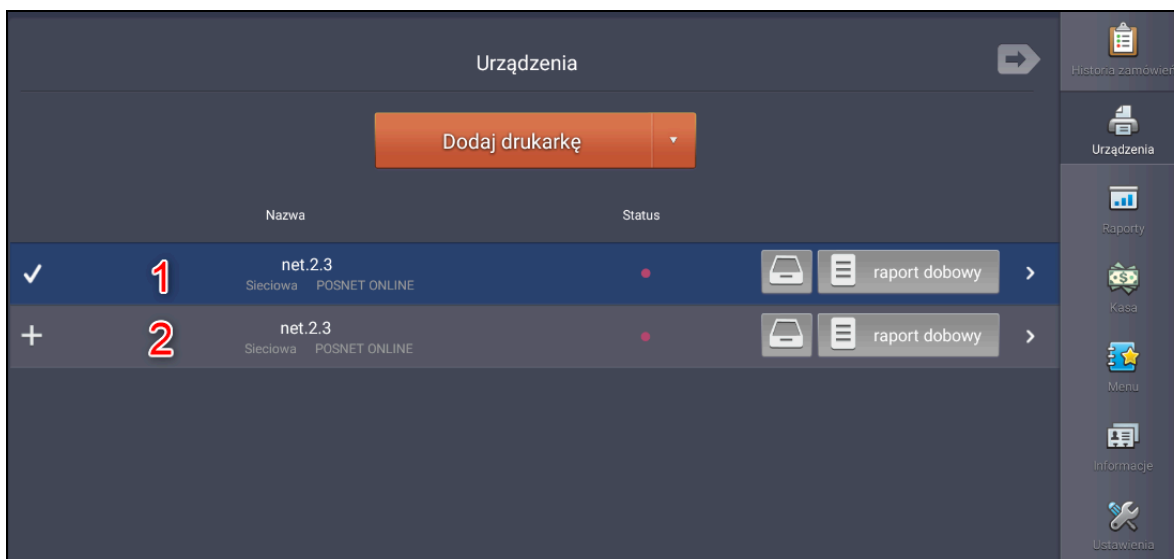 Urządzenia
Dodaj drukarkę
Nazwa Status
1 net.2.3 raport dobowy
Sieciowa POSNET ONLINE
2 net.2.3 raport dobowy
Sieciowa POSNET ONLINE
Historia zamówień
Urządzenia
Raporty
Kasa
Menu
Informacje
Ustawienia